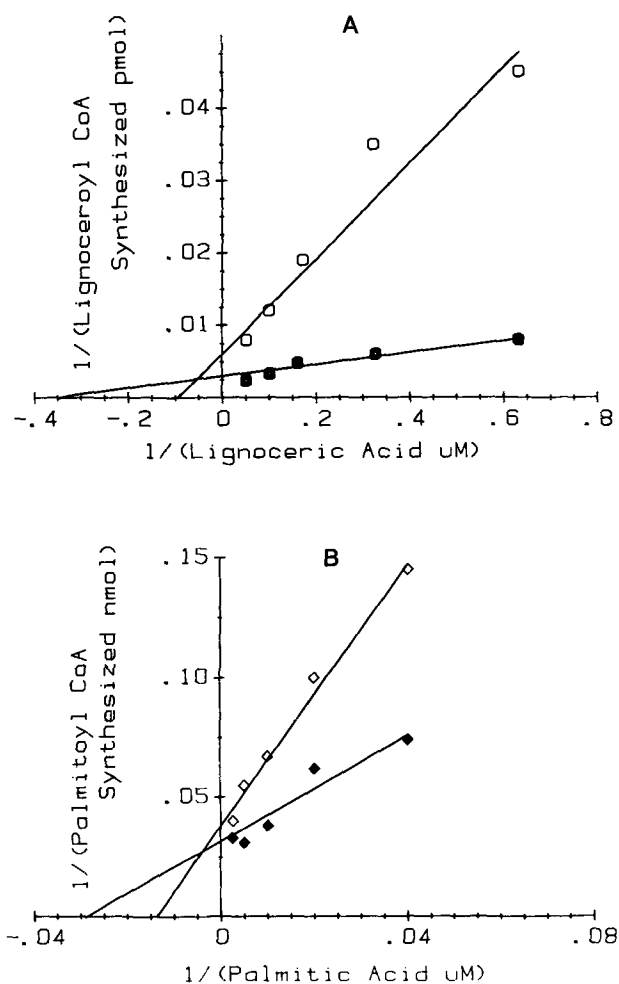 A
1/(Lignoceroyl CoA
Synthesized pmol)
.04
.03
.02
.01
-.4 -.2 0 .2 .4 .6 .8
1/(Lignoceric Acid uM)
B
1/(Palmitoyl CoA
Synthesized nmol)
.15
.10
.05
-.04 0 .04 .08
1/(Palmitic Acid uM)